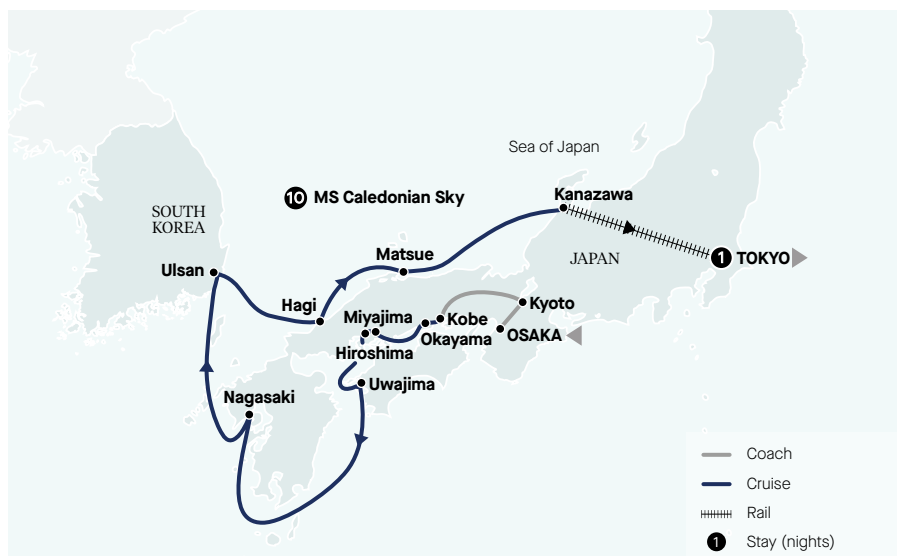 Sea of Japan
Kanazawa
10 MS Caledonian Sky
SOUTH
KOREA
Matsue
JAPAN
1 TOKYO
Ulsan
Hagi
Miyajima
Kyoto
Kobe
Okayama
OSAKA
Hiroshima
Uwajima
Nagasaki
Coach
Cruise
Rail
1 Stay (nights)